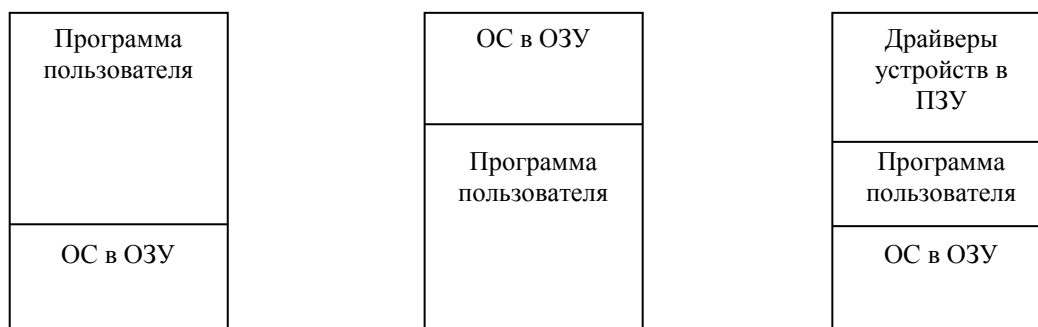 Программа
пользователя
ОС в ОЗУ
ОС в ОЗУ
Программа
пользователя
Драйверы
устройств в
ПЗУ
Программа
пользователя
ОС в ОЗУ